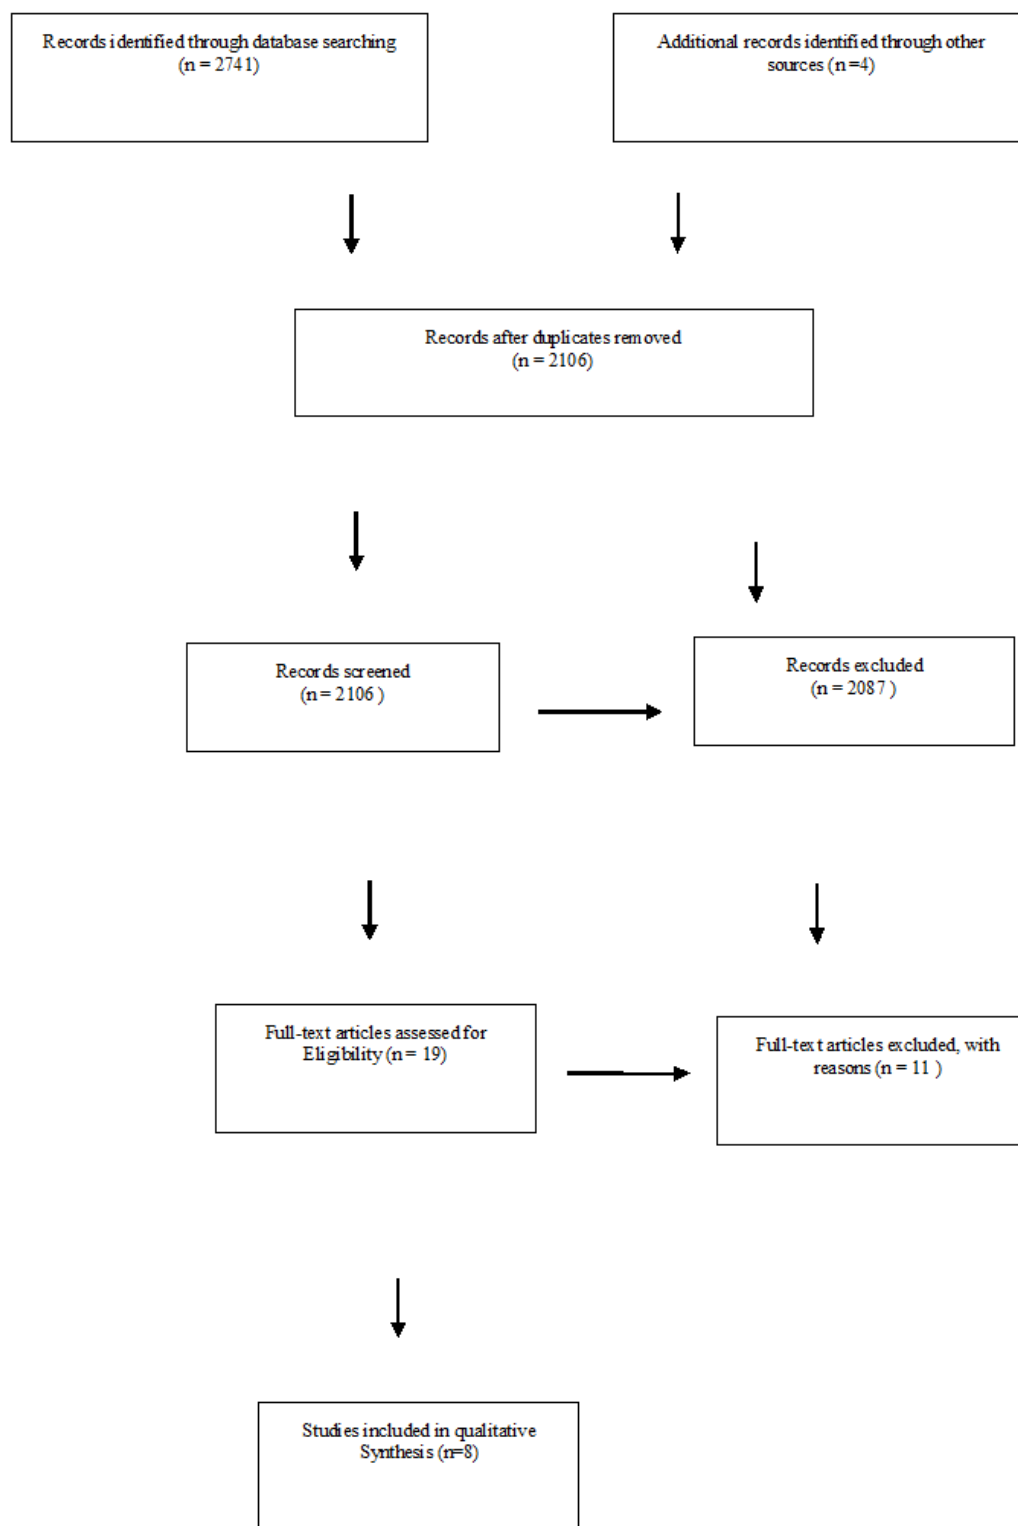 Records identified through database searching
(n = 2741)
Additional records identified through other
sources (n =4)
Records after duplicates removed
(n = 2106)
Records screened
(n = 2106 )
Records excluded
(n = 2087 )
Full-text articles assessed for
Eligibility (n = 19)
Full-text articles excluded, with
reasons (n = 11 )
Studies included in qualitative
Synthesis (n=8)